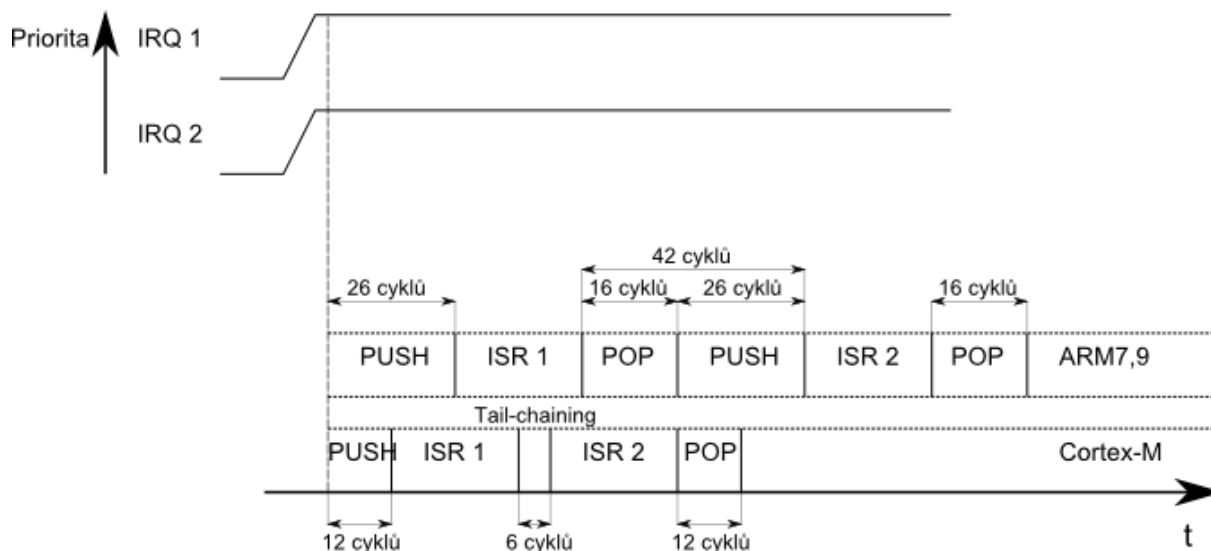 Priorita
IRQ 1
IRQ 2
42 cyklů
26 cyklů
16 cyklů
26 cyklů
16 cyklů
PUSH
ISR 1
POP
PUSH
ISR 2
POP
ARM7,9
Tail-chaining
PUSH
ISR 1
ISR 2
POP
Cortex-M
12 cyklů
6 cyklů
12 cyklů
t